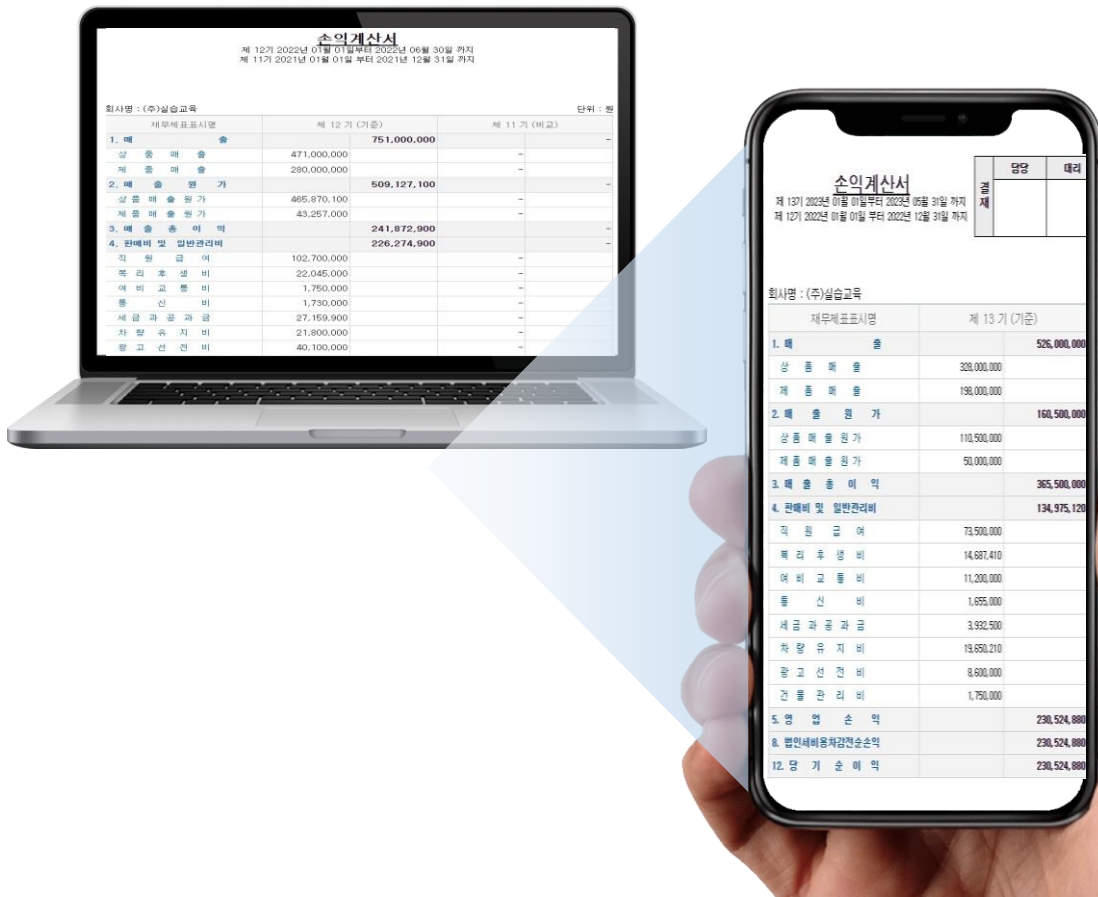 손익계산서
제 12기 2022년 01월 01일부터 2022년 06월 30일 까지
제 11기 2021년 01월 01일 부터 2021년 12월 31일 까지
회사명 : (주)실습교육 단위 : 원
재무제표표시명 제 12 기 (기준) 제 11 기 (비교)
1. 매 출 751,000,000 -
상 품 매 출 471,000,000 -
제 품 매 출 280,000,000 -
2. 매 출 원 가 509,127,100 -
상 품 매 출 원 가 465,870,100 -
제 품 매 출 원 가 43,257,000 -
3. 매 출 총 이 익 241,872,900 -
4. 판매비 및 일반관리비 226,274,900 -
직 원 급 여 102,700,000 -
복 리 후 생 비 22,045,000 -
여 비 교 통 비 1,750,000 -
통 신 비 1,730,000 -
세 금 과 공 과 금 27,159,900 -
차 량 유 지 비 21,800,000 -
광 고 선 전 비 40,100,000 -
결재 담당 대리
손익계산서
제 13기 2023년 01월 01일부터 2023년 05월 31일 까지
제 12기 2022년 01월 01일 부터 2022년 12월 31일 까지
회사명 : (주)실습교육
재무제표표시명 제 13 기 (기준)
1. 매 출 526,000,000
상 품 매 출 328,000,000
제 품 매 출 198,000,000
2. 매 출 원 가 160,500,000
상 품 매 출 원 가 110,500,000
제 품 매 출 원 가 50,000,000
3. 매 출 총 이 익 365,500,000
4. 판매비 및 일반관리비 134,975,120
직 원 급 여 73,500,000
복 리 후 생 비 14,687,410
여 비 교 통 비 11,200,000
통 신 비 1,655,000
세 금 과 공 과 금 3,932,500
차 량 유 지 비 19,650,210
광 고 선 전 비 8,600,000
건 물 관 리 비 1,750,000
5. 영 업 손 익 230,524,880
8. 법인세비용차감전순손익 230,524,880
12. 당 기 순 이 익 230,524,880